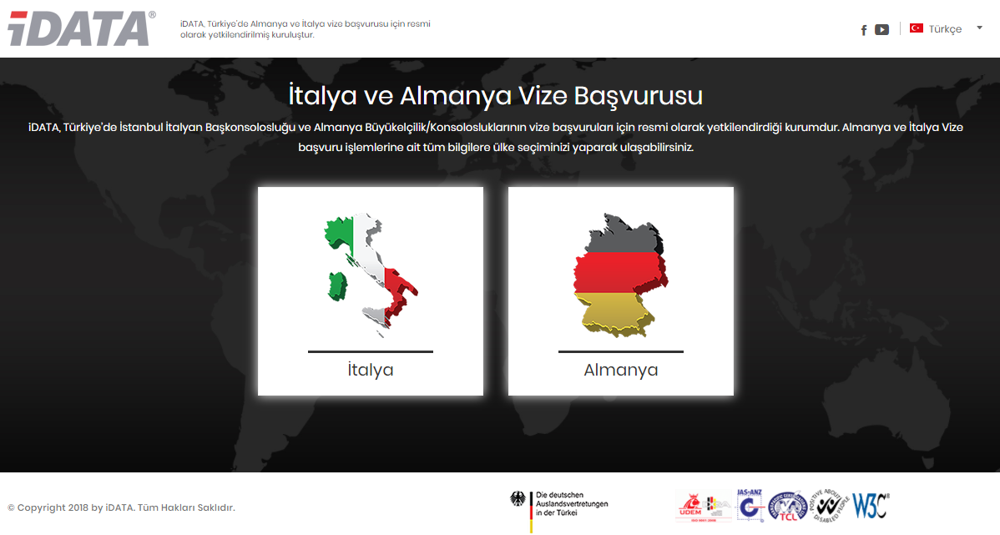 iDATA®
iDATA, Türkiye'de Almanya ve İtalya vize başvurusu için resmi
olarak yetkilendirilmiş kuruluştur.
Türkçe
İtalya ve Almanya Vize Başvurusu
iDATA, Türkiye'de İstanbul İtalyan Başkonsolosluğu ve Almanya Büyükelçilik/Konsolosluklarının vize başvuruları için resmi olarak yetkilendirdiği kurumdur. Almanya ve İtalya Vize
başvuru işlemlerine ait tüm bilgilere ülke seçiminizi yaparak ulaşabilirsiniz.
İtalya
Almanya
© Copyright 2018 by iDATA. Tüm Hakları Saklıdır.
Die deutschen
Auslandsvertretungen
in der Türkei
UDEM
ISO 9001:2008
JAS-ANZ
C
TCL
POSITIVE ABOUT
DISABLED PEOPLE
W3C®